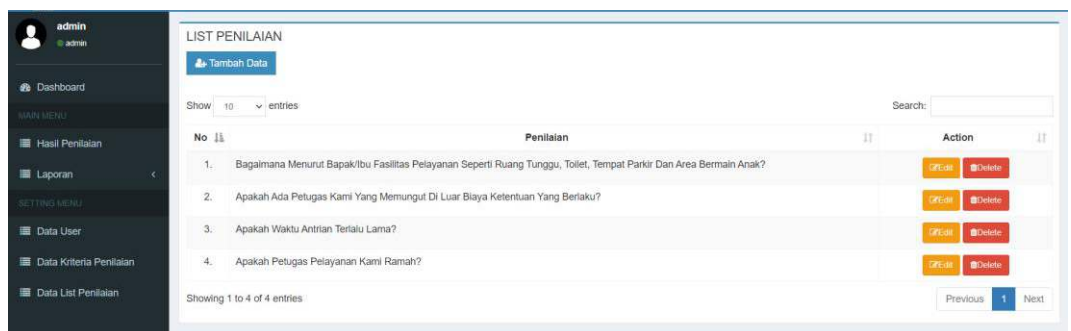 admin
admin
Dashboard
MAIN MENU
Hasil Penilaian
Laporan
SETTING MENU
Data User
Data Kriteria Penilaian
Data List Penilaian
LIST PENILAIAN
Tambah Data
Show 10 entries Search:
No Penilaian Action
1. Bagaimana Menurut Bapak/Ibu Fasilitas Pelayanan Seperti Ruang Tunggu, Toilet, Tempat Parkir Dan Area Bermain Anak? Edit Delete
2. Apakah Ada Petugas Kami Yang Memungut Di Luar Biaya Ketentuan Yang Berlaku? Edit Delete
3. Apakah Waktu Antrian Terlalu Lama? Edit Delete
4. Apakah Petugas Pelayanan Kami Ramah? Edit Delete
Showing 1 to 4 of 4 entries Previous 1 Next